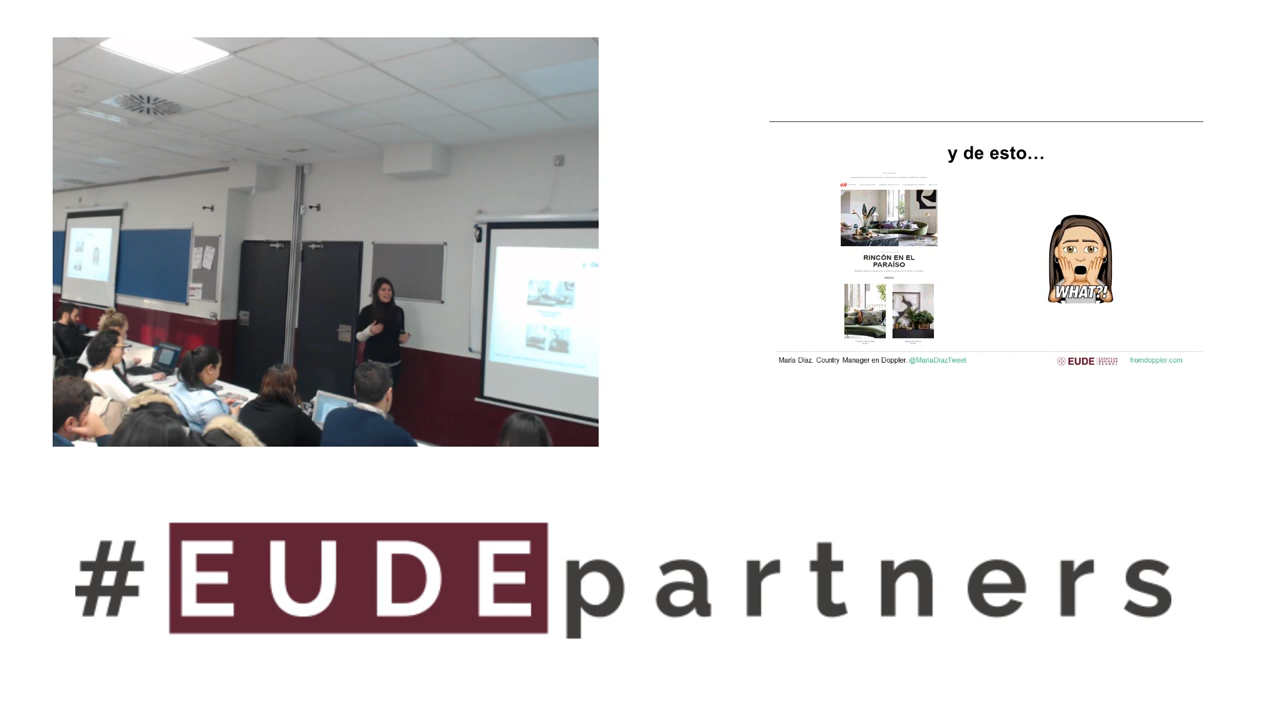 y de esto...
RINCÓN EN EL
PARAÍSO
WHAT?!
María Díaz. Country Manager en Doppler. @MariaDiazTweet
EUDE
fromdoppler.com
#EUDEpartners